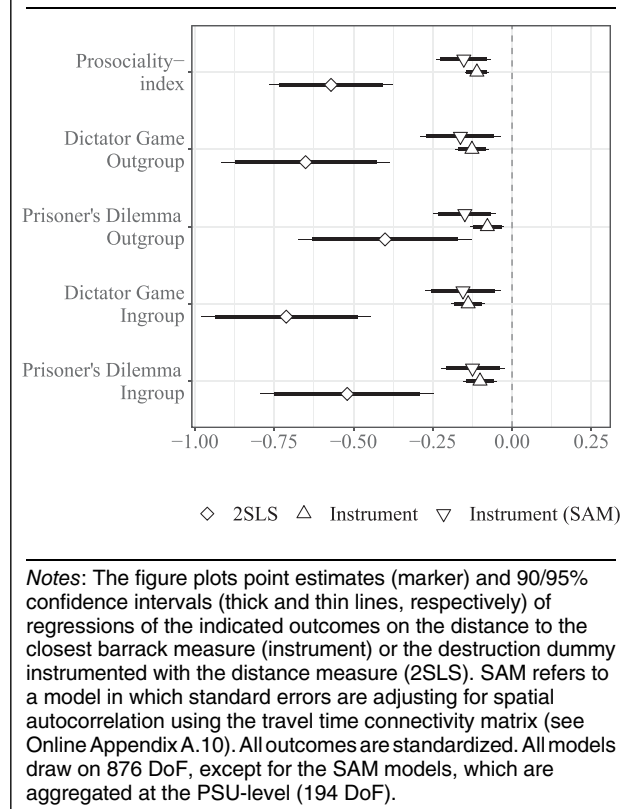 Prosociality−
index
Dictator Game
Outgroup
Prisoner's Dilemma
Outgroup
Dictator Game
Ingroup
Prisoner's Dilemma
Ingroup
−1.00 −0.75 −0.50 −0.25 0.00 0.25
2SLS Instrument Instrument (SAM)
Notes: The figure plots point estimates (marker) and 90/95%
confidence intervals (thick and thin lines, respectively) of
regressions of the indicated outcomes on the distance to the
closest barrack measure (instrument) or the destruction dummy
instrumented with the distance measure (2SLS). SAM refers to
a model in which standard errors are adjusting for spatial
autocorrelation using the travel time connectivity matrix (see
Online Appendix A.10). All outcomes are standardized. All models
draw on 876 DoF, except for the SAM models, which are
aggregated at the PSU-level (194 DoF).